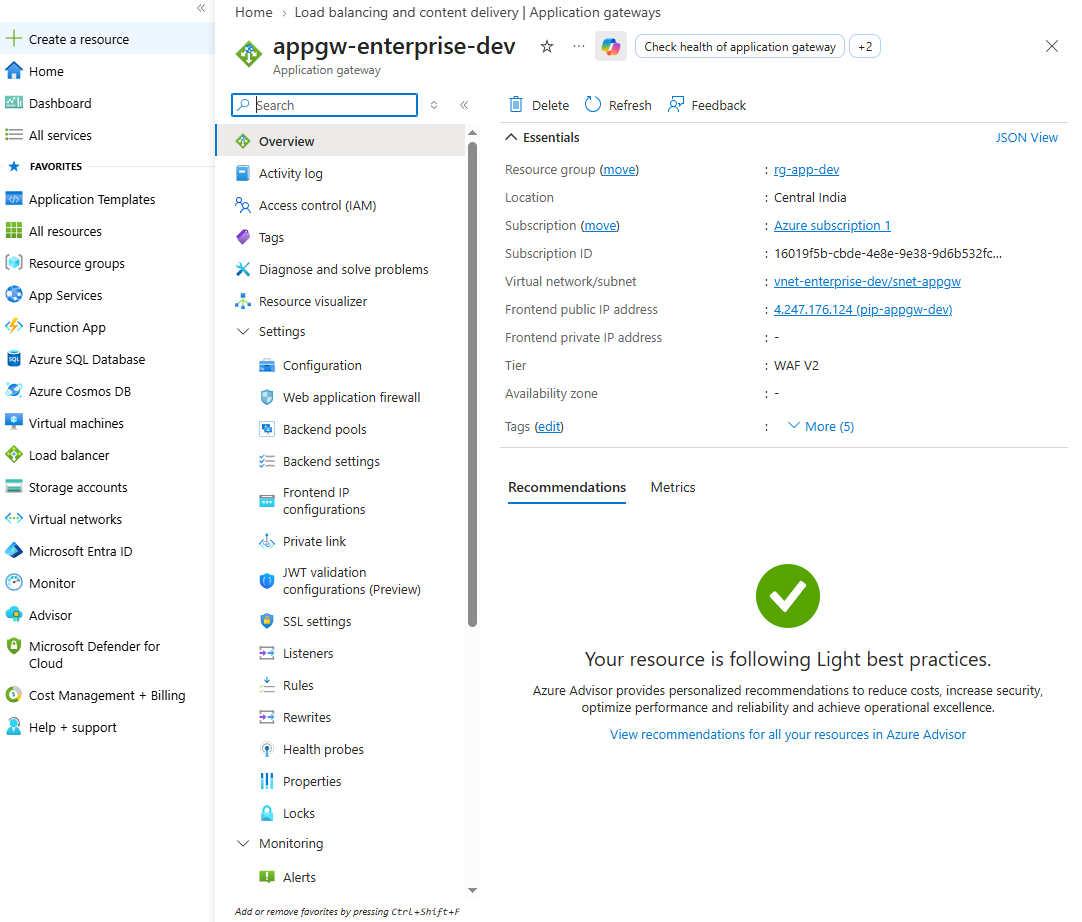 «
Create a resource
Home
Dashboard
All services
FAVORITES
Application Templates
All resources
Resource groups
App Services
Function App
Azure SQL Database
Azure Cosmos DB
Virtual machines
Load balancer
Storage accounts
Virtual networks
Microsoft Entra ID
Monitor
Advisor
Microsoft Defender for
Cloud
Cost Management + Billing
Help + support
Home > Load balancing and content delivery | Application gateways
appgw-enterprise-dev
Application gateway
Check health of application gateway
+2
Search
«
Overview
Activity log
Access control (IAM)
Tags
Diagnose and solve problems
Resource visualizer
Settings
Configuration
Web application firewall
Backend pools
Backend settings
Frontend IP
configurations
Private link
JWT validation
configurations (Preview)
SSL settings
Listeners
Rules
Rewrites
Health probes
Properties
Locks
Monitoring
Alerts
Add or remove favorites by pressing Ctrl+Shift+F
Delete Refresh Feedback
Essentials JSON View
Resource group (move) : rg-app-dev
Location : Central India
Subscription (move) : Azure subscription 1
Subscription ID : 16019f5b-cbde-4e8e-9e38-9d6b532fc...
Virtual network/subnet : vnet-enterprise-dev/snet-appgw
Frontend public IP address : 4.247.176.124 (pip-appgw-dev)
Frontend private IP address : -
Tier : WAF V2
Availability zone : -
Tags (edit) : More (5)
Recommendations Metrics
Your resource is following Light best practices.
Azure Advisor provides personalized recommendations to reduce costs, increase security,
optimize performance and reliability and achieve operational excellence.
View recommendations for all your resources in Azure Advisor